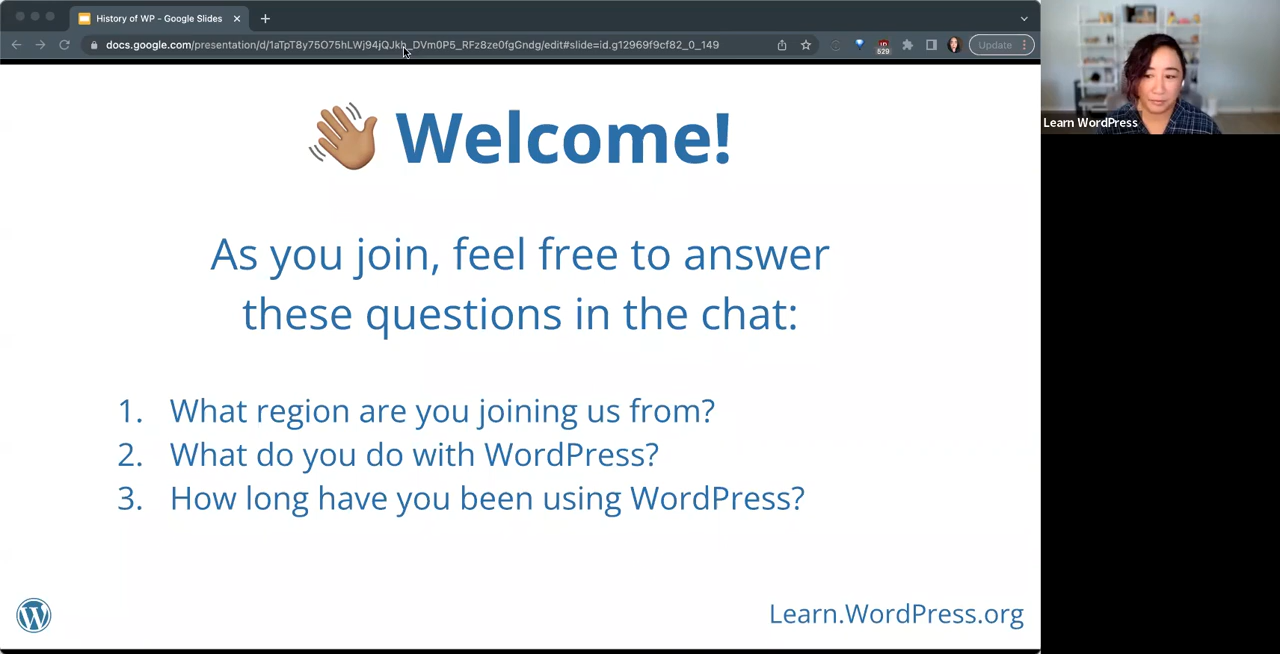 History of WP - Google Slides
docs.google.com/presentation/d/1aTpT8y75O75hLWj94jQJkh_DVm0P5_RFz8ze0fgGndg/edit#slide=id.g12969f9cf82_0_149
529
Update
Learn WordPress
Welcome!
As you join, feel free to answer
these questions in the chat:
1. What region are you joining us from?
2. What do you do with WordPress?
3. How long have you been using WordPress?
Learn.WordPress.org